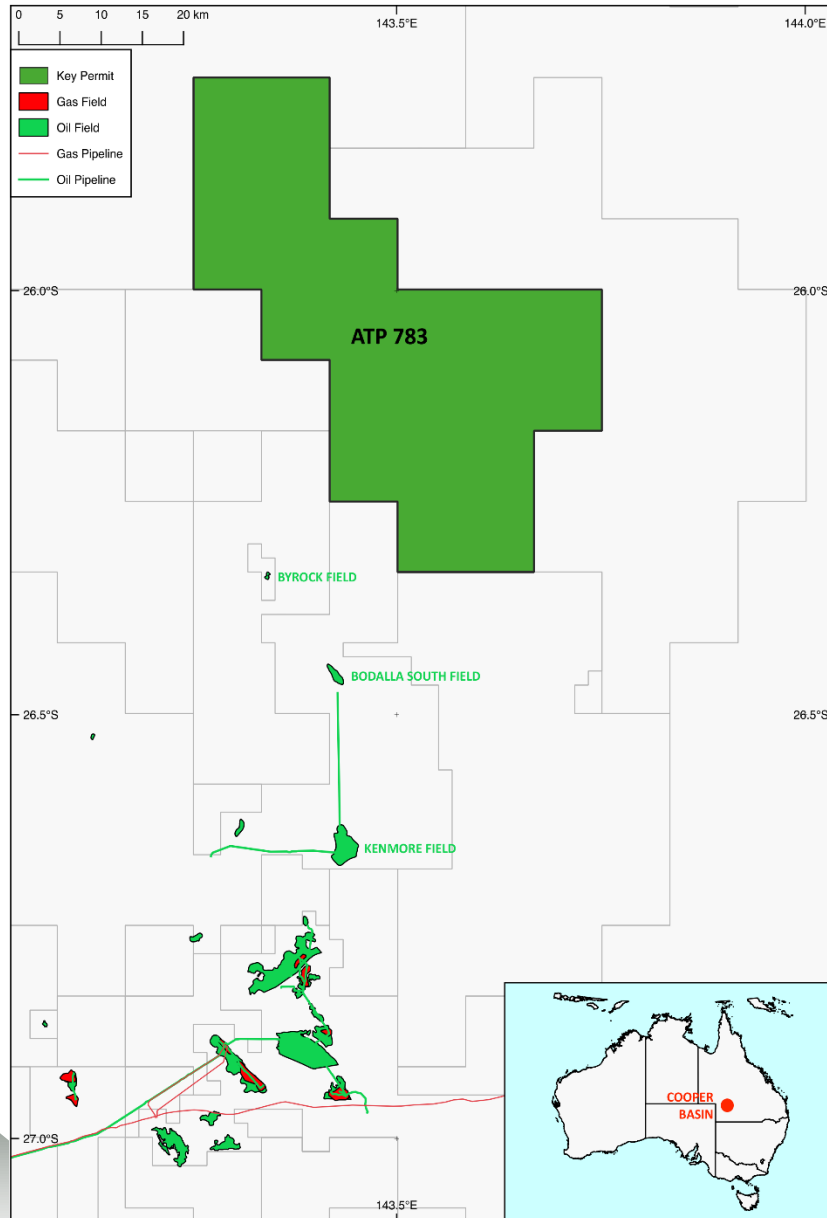 0 5 10 15 20 km
143.5°E
144.0°E
Key Permit
Gas Field
Oil Field
Gas Pipeline
Oil Pipeline
26.0°S
26.0°S
ATP 783
BYROCK FIELD
BODALLA SOUTH FIELD
26.5°S
26.5°S
KENMORE FIELD
COOPER
BASIN
27.0°S
143.5°E